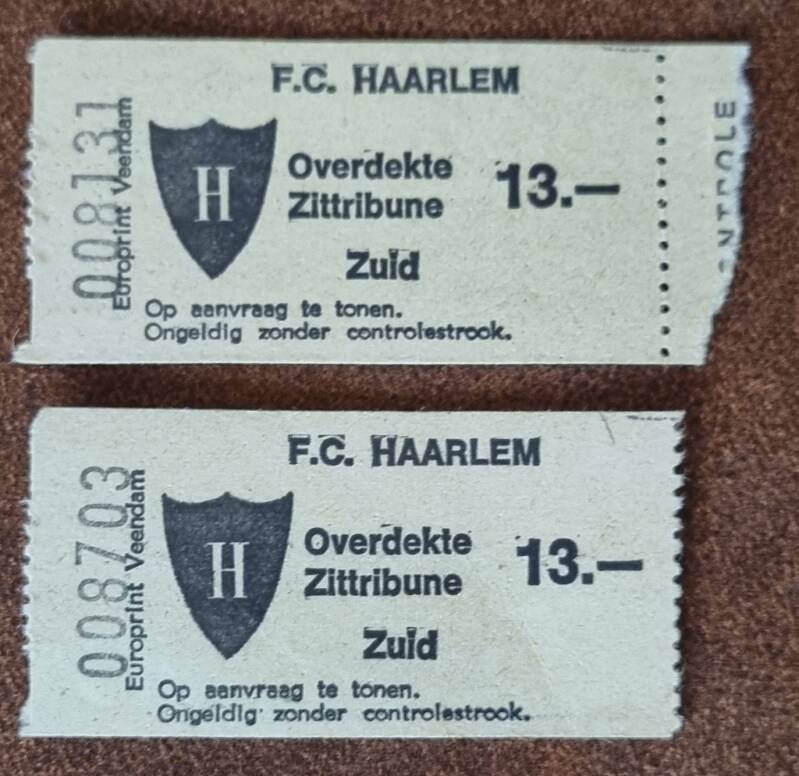 F.C. HAARLEM
008131
Europrint Veendam
H
Overdekte
Zittribune
13.—
Zuid
Op aanvraag te tonen.
Ongeldig zonder controlestrook.
NTROLE
F.C. HAARLEM
008703
Europrint Veendam
H
Overdekte
Zittribune
13.—
Zuid
Op aanvraag te tonen.
Ongeldig zonder controlestrook.